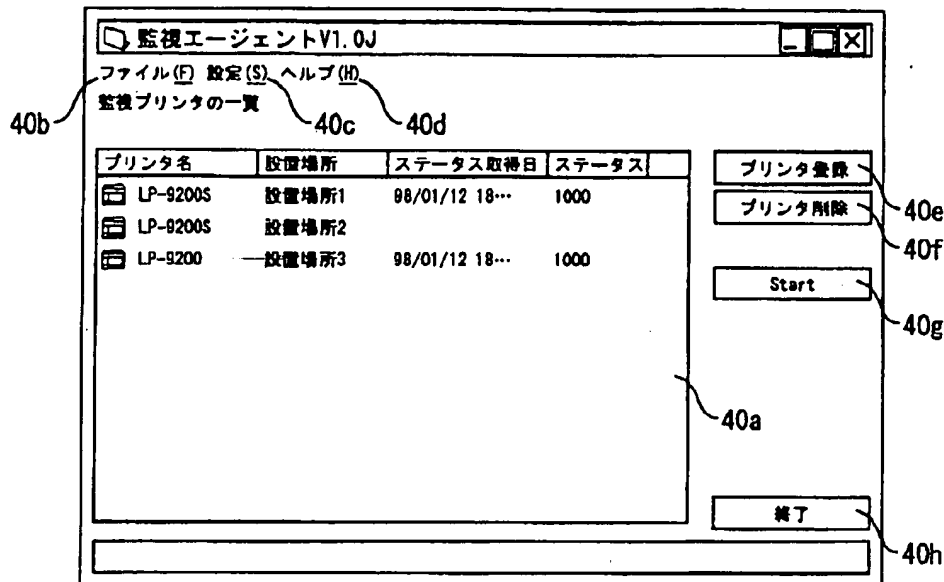 監視エージェントV1.0J
ファイル(F) 設定(S) ヘルプ(H)
監視プリンタの一覧
40b 40c 40d
プリンタ名 設置場所 ステータス取得日 ステータス
LP-9200S 設置場所1 98/01/12 18… 1000
LP-9200S 設置場所2
LP-9200 設置場所3 98/01/12 18… 1000
プリンタ登録
40e
プリンタ削除
40f
Start
40g
40a
終了
40h